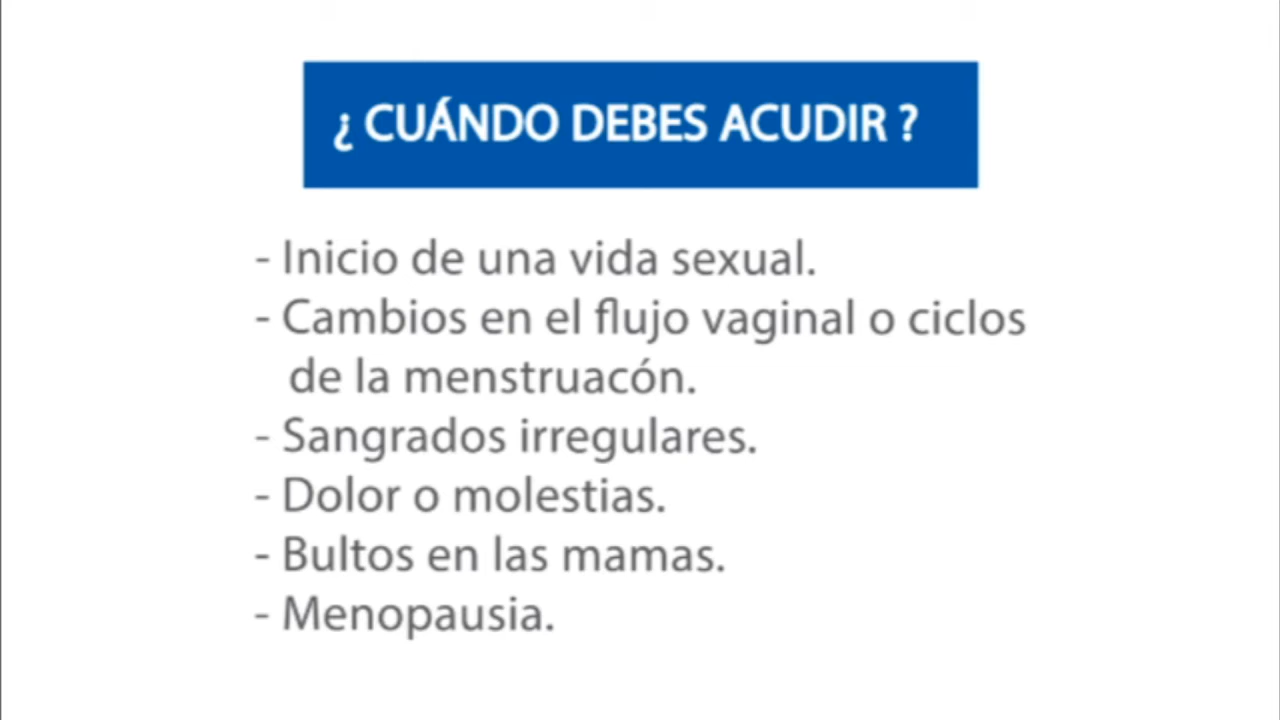 ¿ CUÁNDO DEBES ACUDIR ?
- Inicio de una vida sexual.
- Cambios en el flujo vaginal o ciclos
de la menstruacón.
- Sangrados irregulares.
- Dolor o molestias.
- Bultos en las mamas.
- Menopausia.